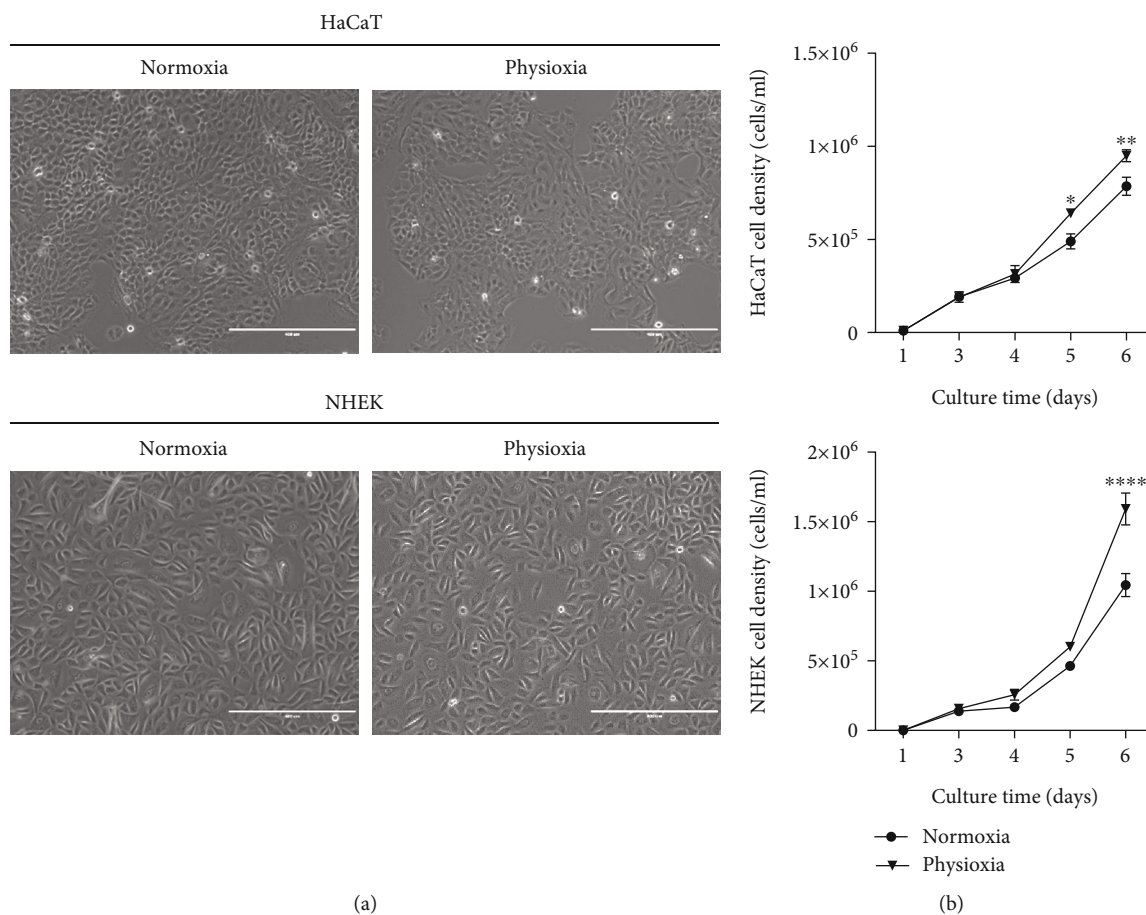 HaCaT
Normoxia
Physioxia
NHEK
Normoxia
Physioxia
(a)
HaCaT cell density (cells/ml)
1.5×10⁶
1×10⁶
5×10⁵
0
*
**
1 3 4 5 6
Culture time (days)
NHEK cell density (cells/ml)
2×10⁶
1.5×10⁶
1×10⁶
5×10⁵
0
****
1 3 4 5 6
Culture time (days)
Normoxia
Physioxia
(b)